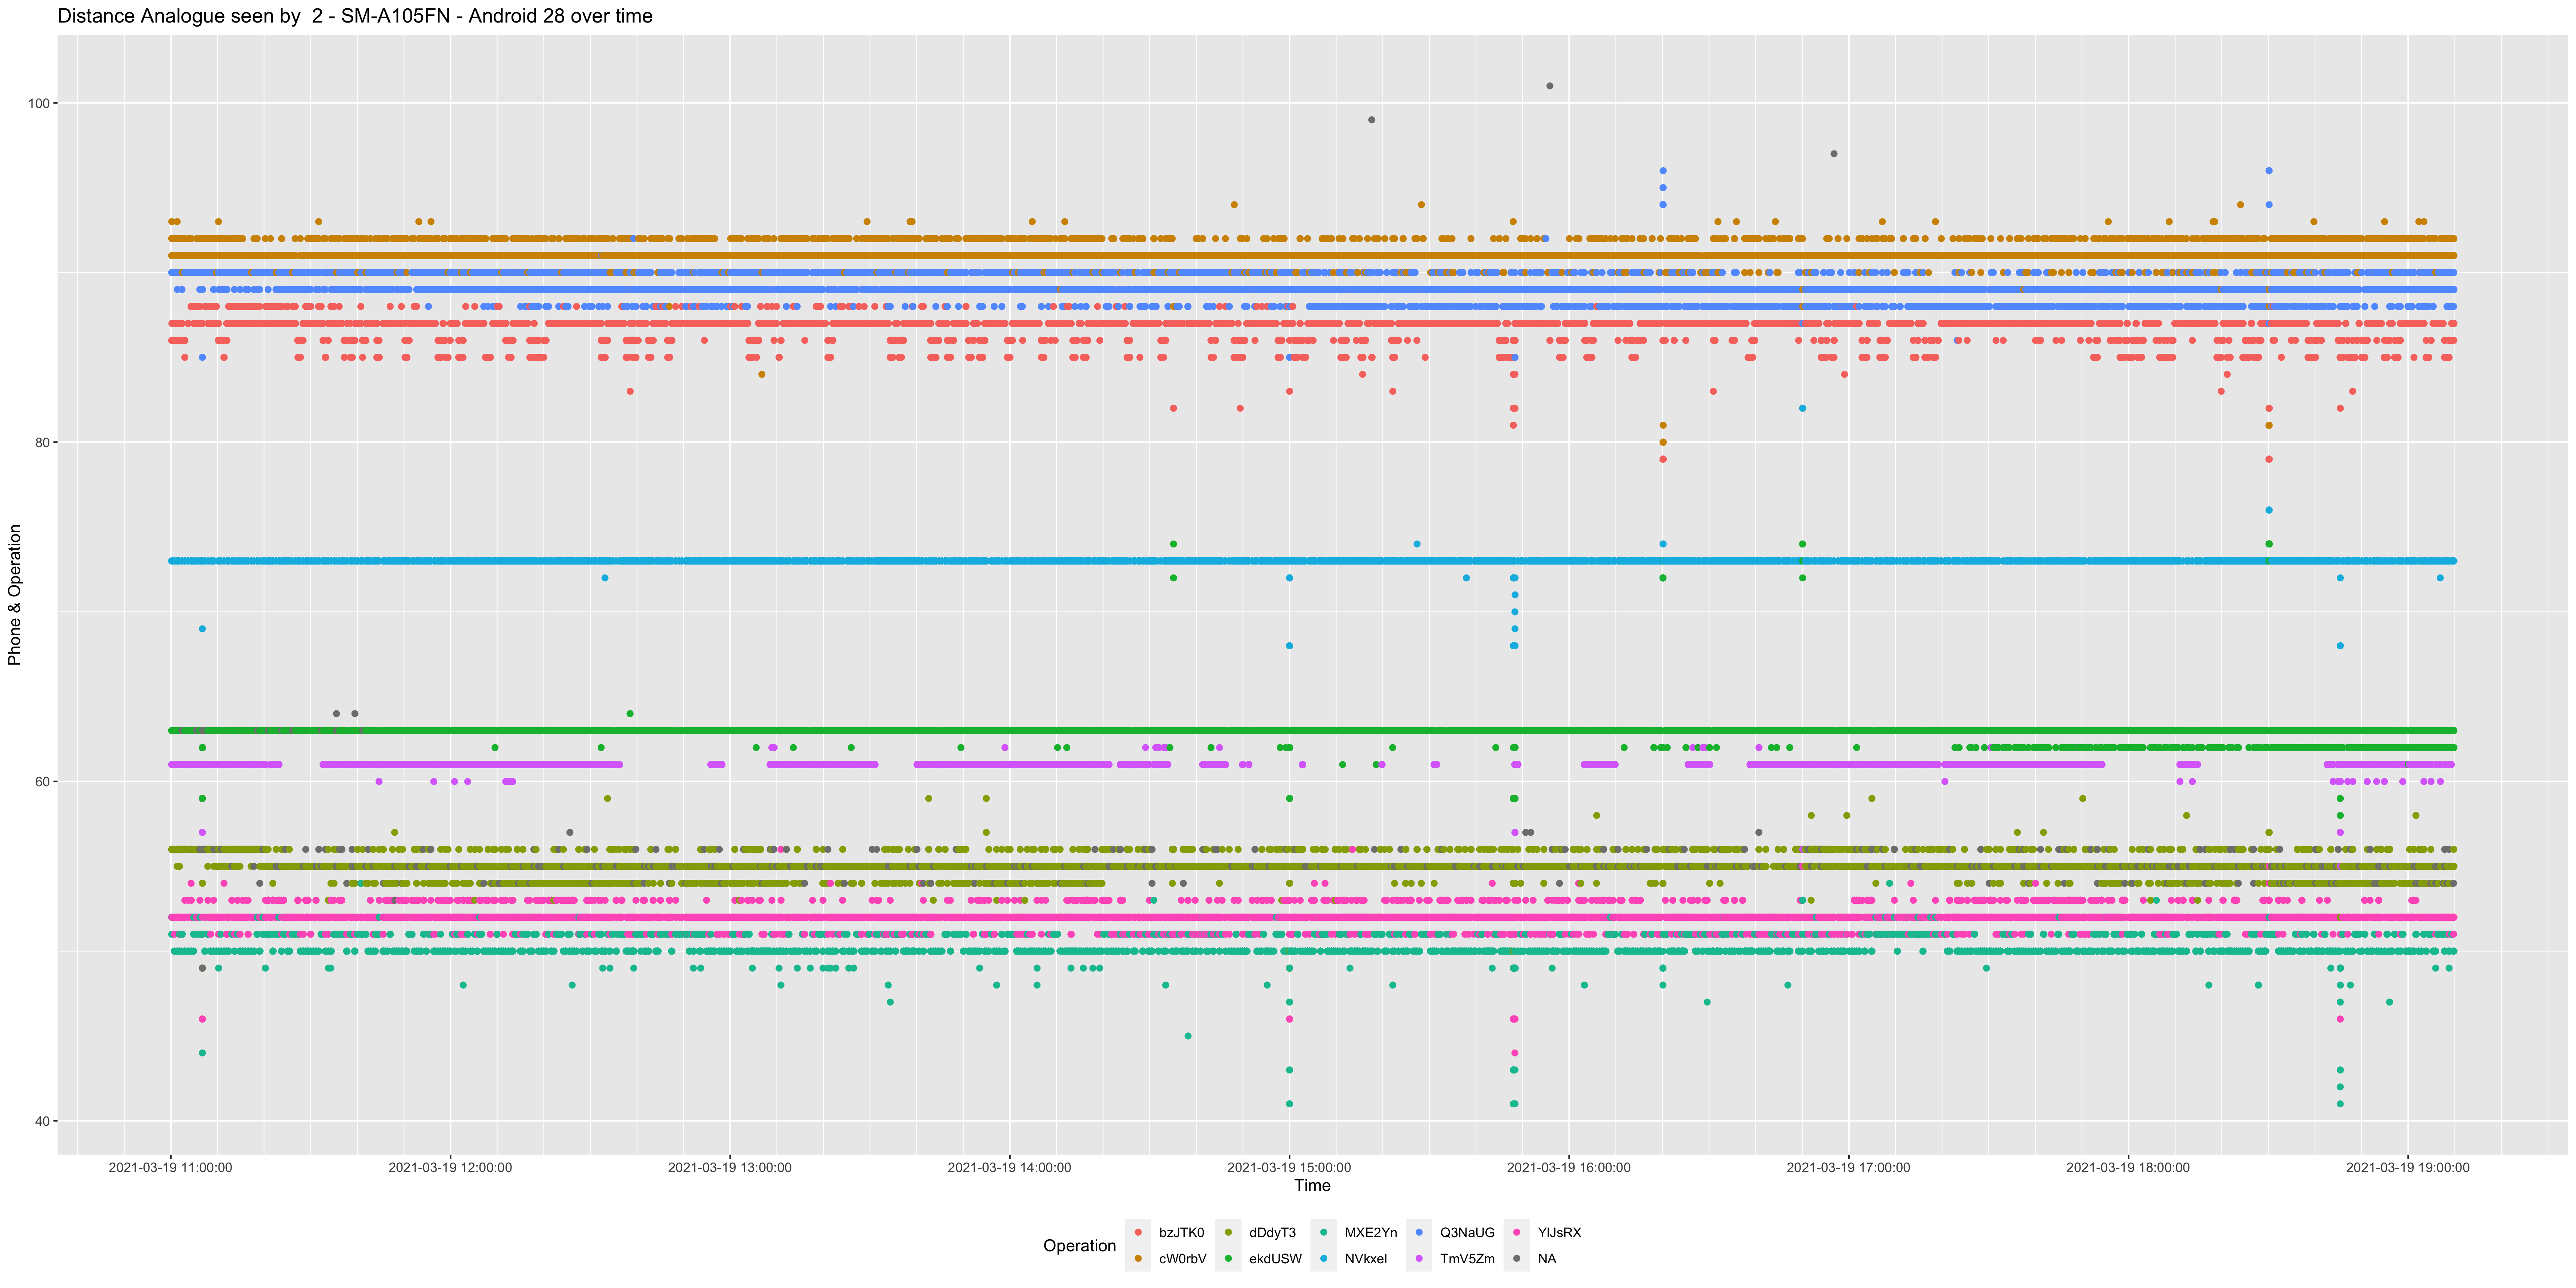 Distance Analogue seen by  2 - SM-A105FN - Android 28 over time
Phone & Operation
100
80
60
40
2021-03-19 11:00:00 2021-03-19 12:00:00 2021-03-19 13:00:00 2021-03-19 14:00:00 2021-03-19 15:00:00 2021-03-19 16:00:00 2021-03-19 17:00:00 2021-03-19 18:00:00 2021-03-19 19:00:00
Time
Operation
bzJTK0 dDdyT3 MXE2Yn Q3NaUG YlJsRX
cW0rbV ekdUSW NVkxel TmV5Zm NA